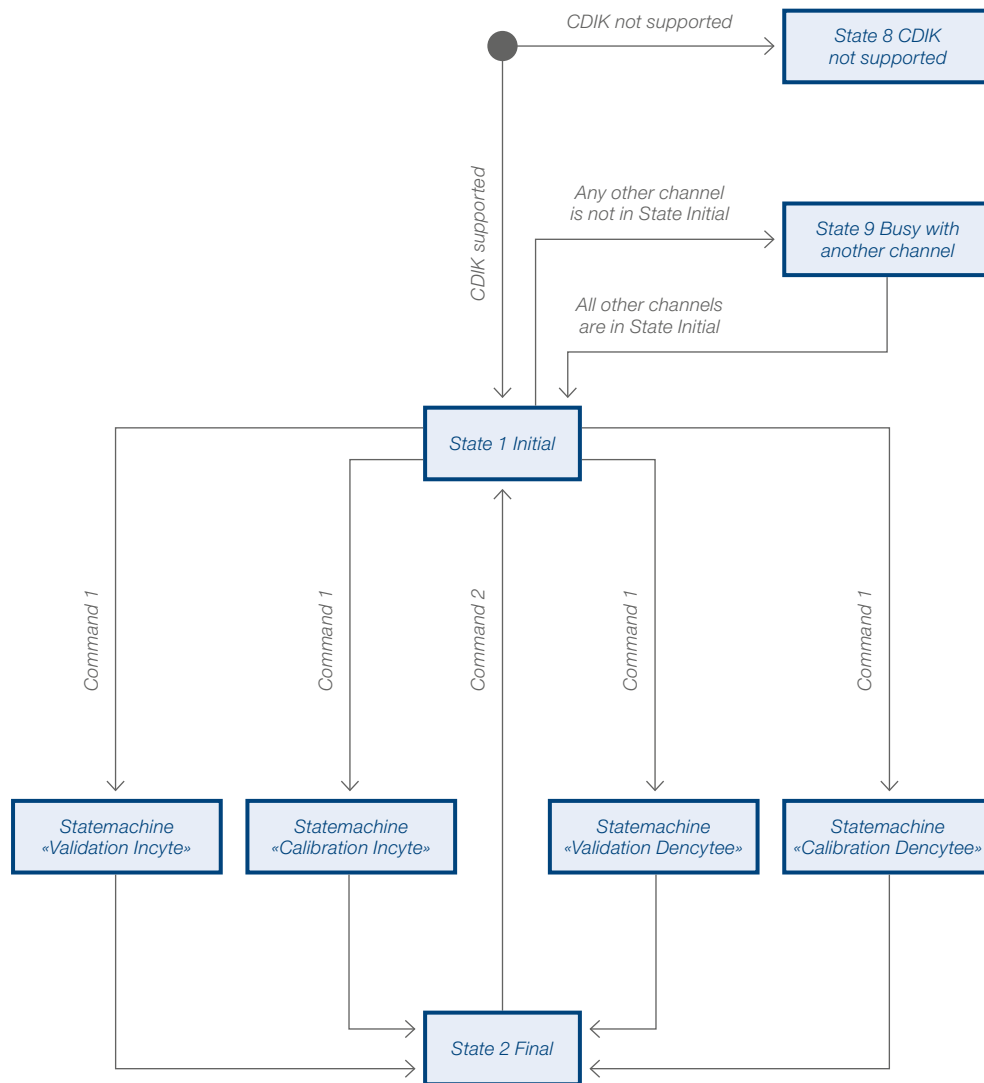 CDIK not supported
State 8 CDIK
not supported
CDIK supported
Any other channel
is not in State Initial
State 9 Busy with
another channel
All other channels
are in State Initial
State 1 Initial
Command 1
Command 1
Command 2
Command 1
Command 1
Statemachine
«Validation Incyte»
Statemachine
«Calibration Incyte»
Statemachine
«Validation Dencytee»
Statemachine
«Calibration Dencytee»
State 2 Final